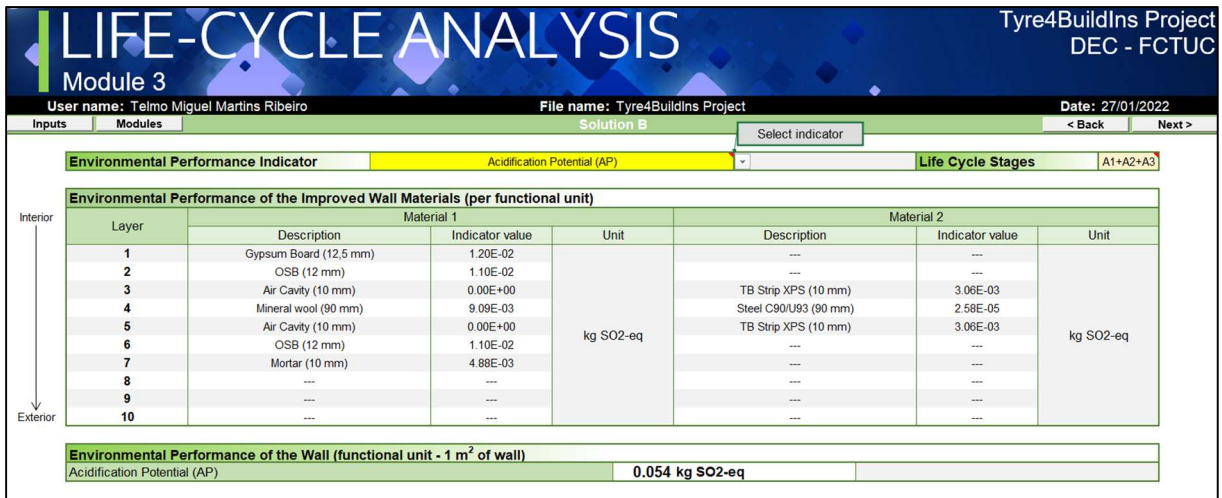 LIFE-CYCLE ANALYSIS
Module 3
Tyre4BuildIns Project
DEC - FCTUC
User name: Telmo Miguel Martins Ribeiro File name: Tyre4BuildIns Project Date: 27/01/2022
Inputs Modules Solution B < Back Next >
Select indicator
Environmental Performance Indicator Acidification Potential (AP) Life Cycle Stages A1+A2+A3
Environmental Performance of the Improved Wall Materials (per functional unit)
Interior
Layer Material 1 Material 2
Description Indicator value Unit Description Indicator value Unit
1 Gypsum Board (12,5 mm) 1.20E-02 --- ---
2 OSB (12 mm) 1.10E-02 --- ---
3 Air Cavity (10 mm) 0.00E+00 TB Strip XPS (10 mm) 3.06E-03
4 Mineral wool (90 mm) 9.09E-03 Steel C90/U93 (90 mm) 2.58E-05
5 Air Cavity (10 mm) 0.00E+00 TB Strip XPS (10 mm) 3.06E-03
kg SO2-eq kg SO2-eq
6 OSB (12 mm) 1.10E-02 --- ---
7 Mortar (10 mm) 4.88E-03 --- ---
8 --- --- --- ---
9 --- --- --- ---
10 --- --- --- ---
Exterior
Environmental Performance of the Wall (functional unit - 1 m² of wall)
Acidification Potential (AP) 0.054 kg SO2-eq